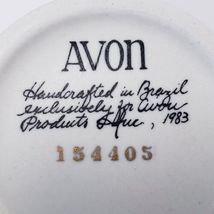 AVON
Handcrafted in Brazil
exclusively for Avon
Products Inc., 1983
154405